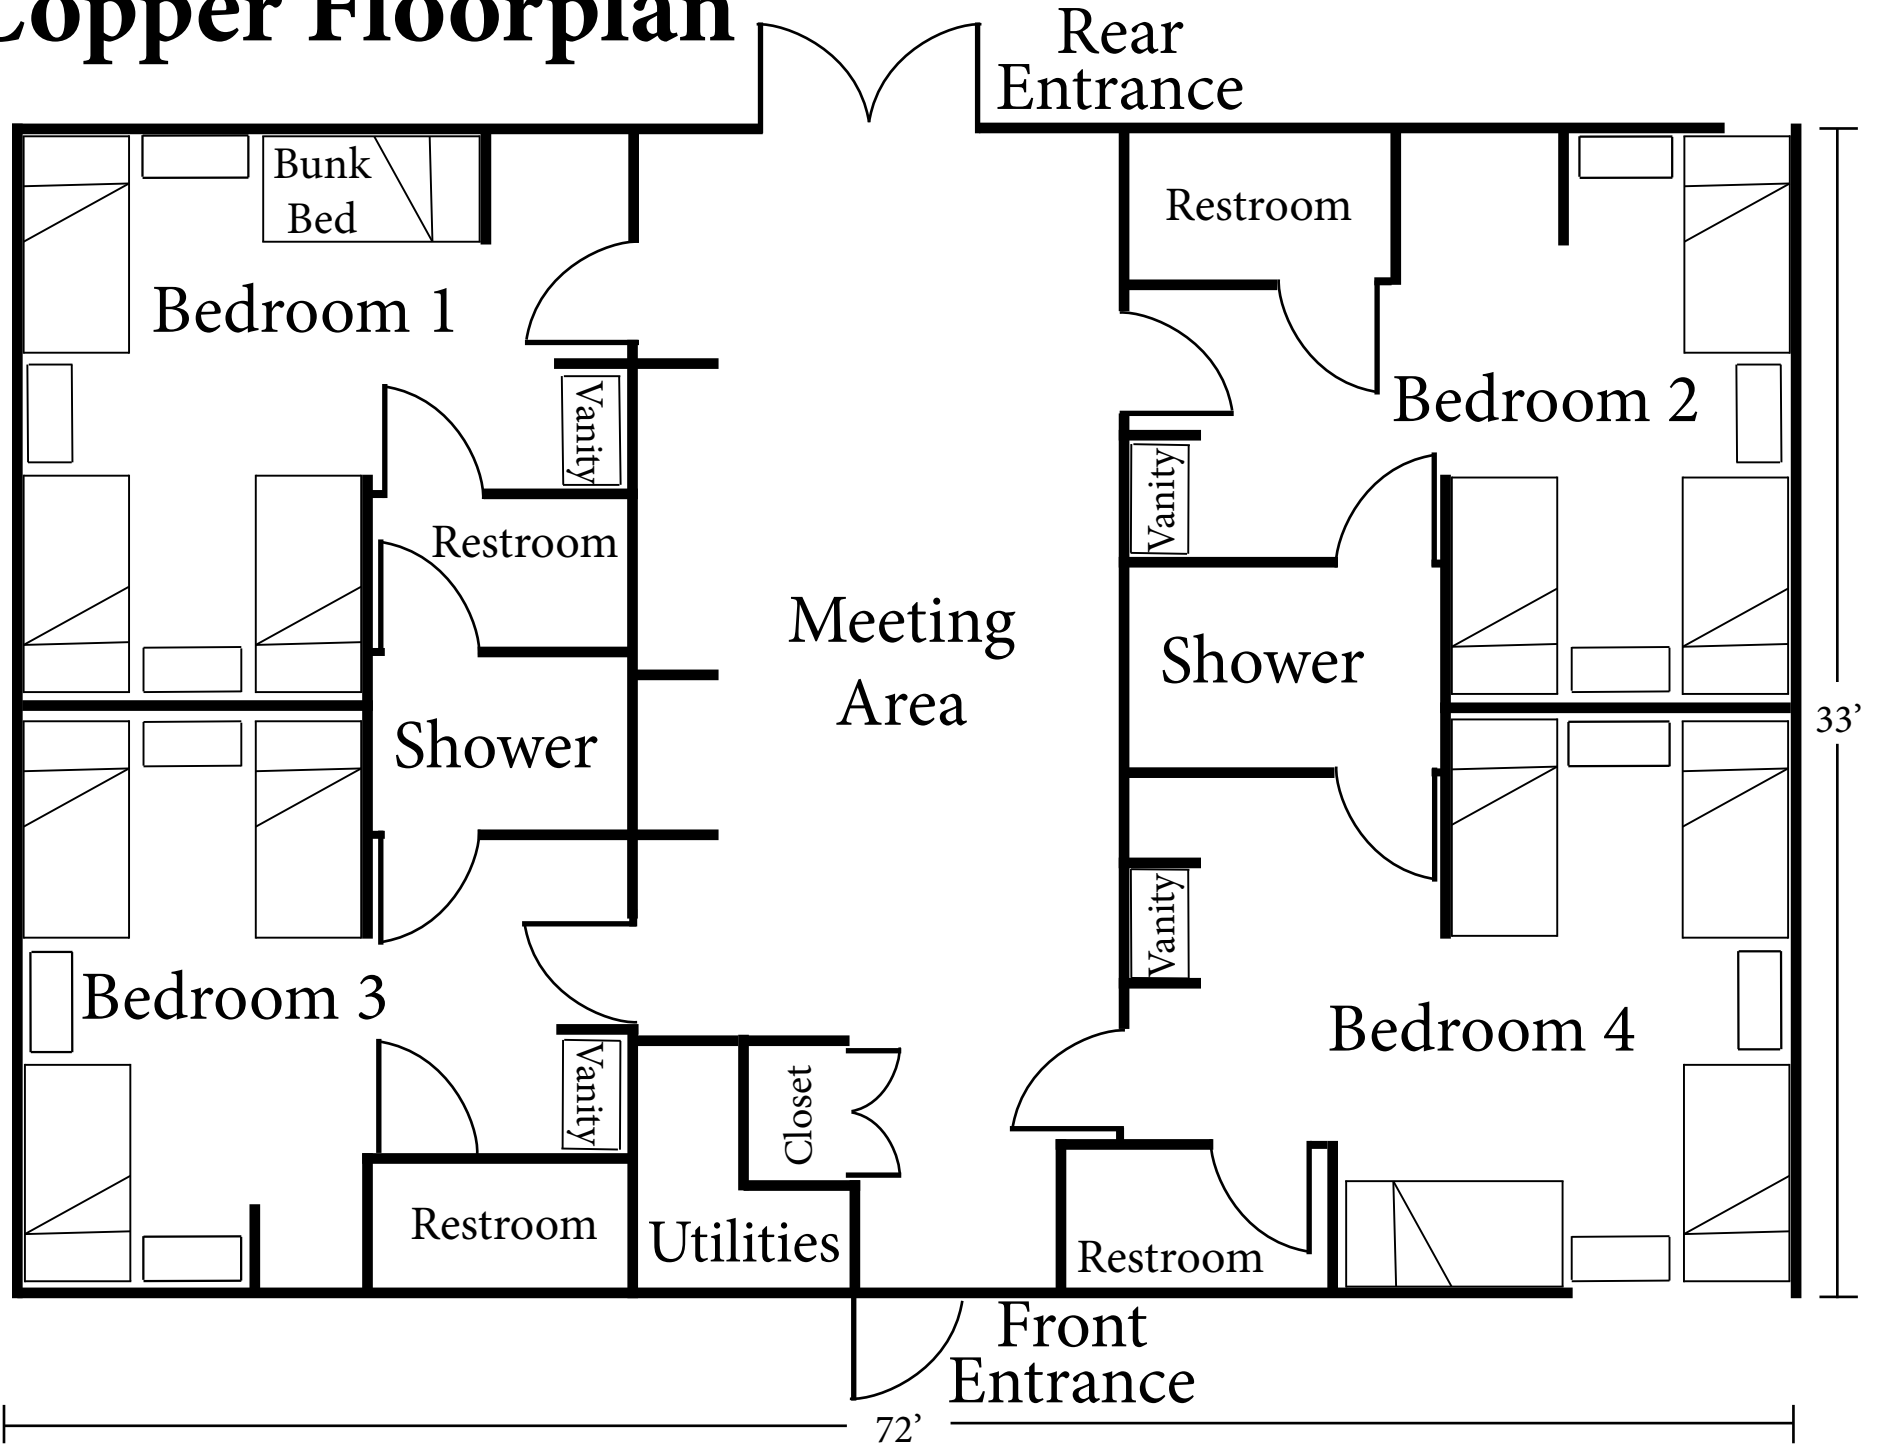 Copper Floorplan
Rear
Entrance
Bunk
Bed
Restroom
Bedroom 1
Bedroom 2
Vanity
Vanity
Restroom
Meeting
Area
Shower
Shower
33’
Vanity
Bedroom 3
Bedroom 4
Vanity
Closet
Restroom
Utilities
Restroom
Front
Entrance
72’